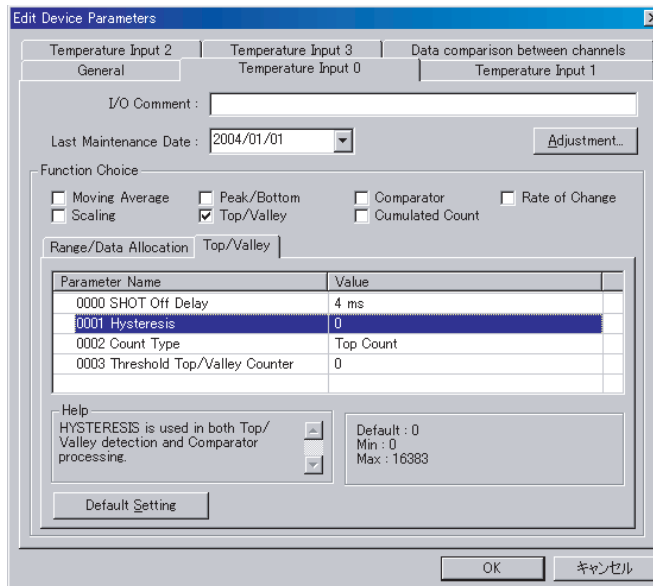 Edit Device Parameters
Temperature Input 2 Temperature Input 3 Data comparison between channels
General Temperature Input 0 Temperature Input 1
I/O Comment :
Last Maintenance Date : 2004/01/01 Adjustment...
Function Choice
Moving Average Peak/Bottom Comparator Rate of Change
Scaling Top/Valley Cumulated Count
Range/Data Allocation Top/Valley
Parameter Name Value
0000 SHOT Off Delay 4 ms
0001 Hysteresis 0
0002 Count Type Top Count
0003 Threshold Top/Valley Counter 0
Help
HYSTERESIS is used in both Top/
Valley detection and Comparator
processing.
Default : 0
Min : 0
Max : 16383
Default Setting
OK キャンセル